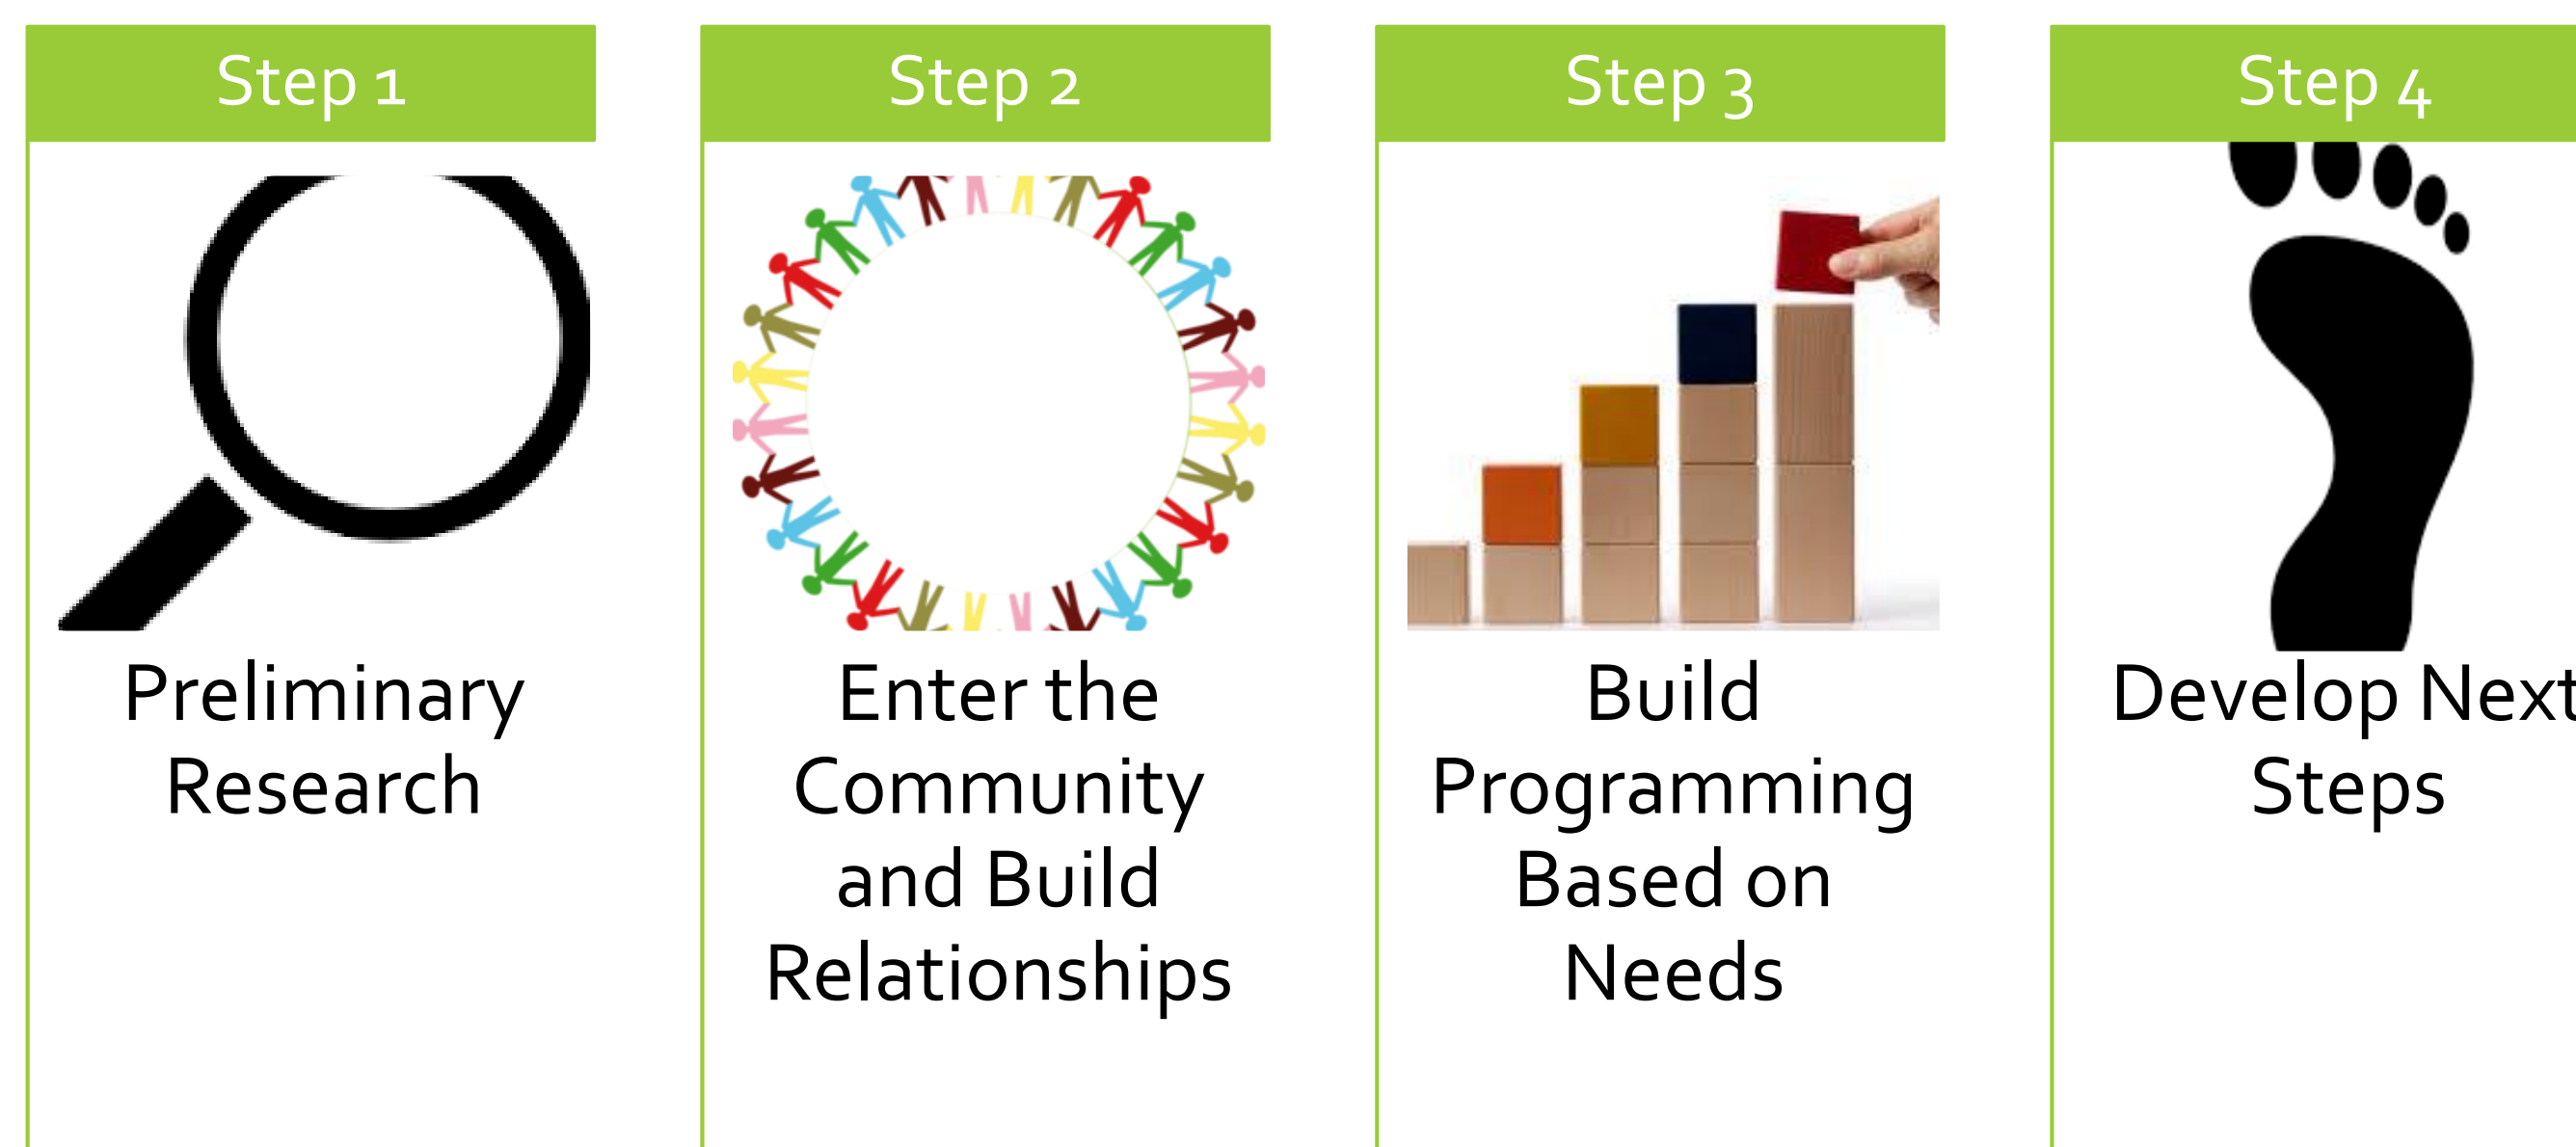 Step 1
Preliminary
Research
Step 2
Enter the
Community
and Build
Relationships
Step 3
Build
Programming
Based on
Needs
Step 4
Develop Next
Steps